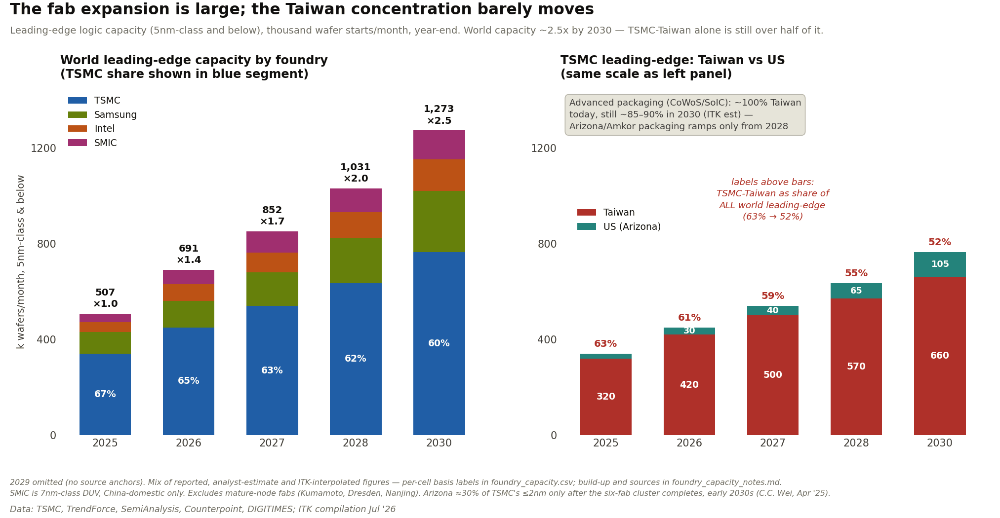 The fab expansion is large; the Taiwan concentration barely moves
Leading-edge logic capacity (5nm-class and below), thousand wafer starts/month, year-end. World capacity ~2.5x by 2030 — TSMC-Taiwan alone is still over half of it.
World leading-edge capacity by foundry
(TSMC share shown in blue segment)
TSMC
Samsung
Intel
SMIC
k wafers/month, 5nm-class & below
1200
800
400
0
507
×1.0
67%
691
×1.4
65%
852
×1.7
63%
1,031
×2.0
62%
1,273
×2.5
60%
2025
2026
2027
2028
2030
TSMC leading-edge: Taiwan vs US
(same scale as left panel)
Advanced packaging (CoWoS/SoIC): ~100% Taiwan
today, still ~85–90% in 2030 (ITK est) —
Arizona/Amkor packaging ramps only from 2028
labels above bars:
TSMC-Taiwan as share of
ALL world leading-edge
(63% → 52%)
Taiwan
US (Arizona)
1200
800
400
0
63%
320
61%
30
420
59%
40
500
55%
65
570
52%
105
660
2025
2026
2027
2028
2030
2029 omitted (no source anchors). Mix of reported, analyst-estimate and ITK-interpolated figures — per-cell basis labels in foundry_capacity.csv; build-up and sources in foundry_capacity_notes.md.
SMIC is 7nm-class DUV, China-domestic only. Excludes mature-node fabs (Kumamoto, Dresden, Nanjing). Arizona ≈30% of TSMC's ≤2nm only after the six-fab cluster completes, early 2030s (C.C. Wei, Apr '25).
Data: TSMC, TrendForce, SemiAnalysis, Counterpoint, DIGITIMES; ITK compilation Jul '26